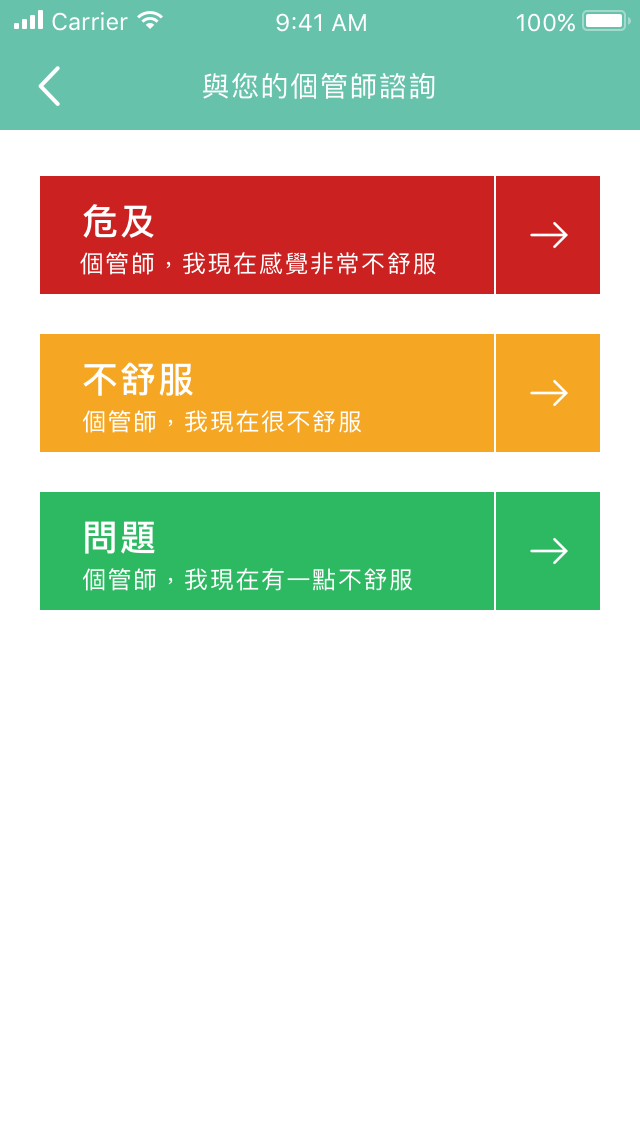 Carrier 9:41 AM 100%
與您的個管師諮詢
危及
個管師，我現在感覺非常不舒服
不舒服
個管師，我現在很不舒服
問題
個管師，我現在有一點不舒服